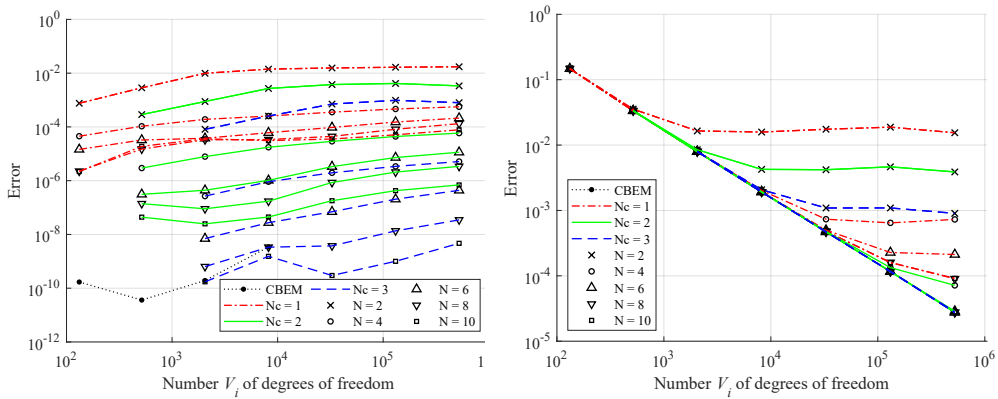 10^0
10^-2
10^-4
10^-6
10^-8
10^-10
10^-12
Error
10^2 10^3 10^4 10^5 1
Number V_i of degrees of freedom
CBEM
Nc = 1
Nc = 2
Nc = 3
N = 2
N = 4
N = 6
N = 8
N = 10
10^0
10^-1
10^-2
10^-3
10^-4
10^-5
Error
10^2 10^3 10^4 10^5 10^6
Number V_i of degrees of freedom
CBEM
Nc = 1
Nc = 2
Nc = 3
N = 2
N = 4
N = 6
N = 8
N = 10